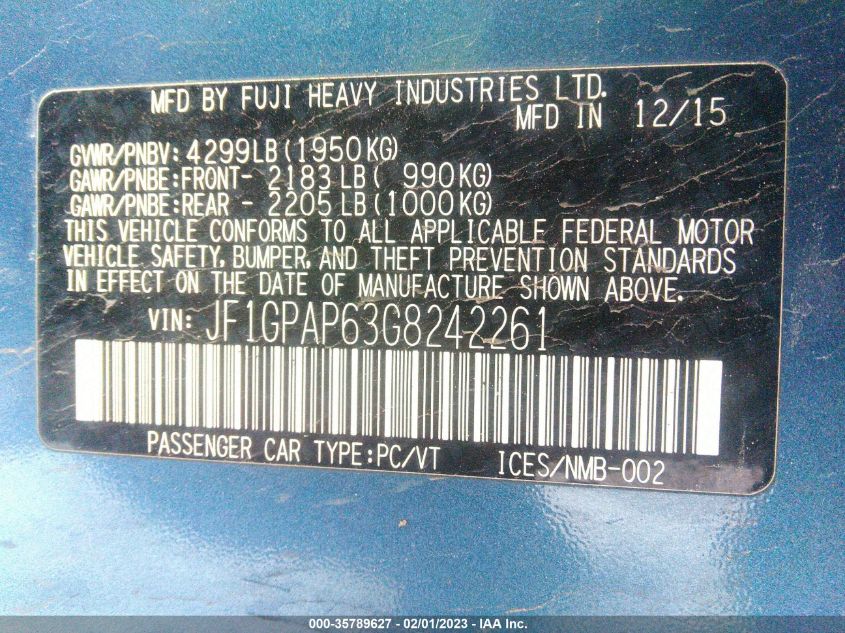 MFD BY FUJI HEAVY INDUSTRIES LTD.
MFD IN 12/15
GVWR/PNBV: 4299LB (1950KG)
GAWR/PNBE:FRONT- 2183 LB ( 990KG)
GAWR/PNBE:REAR - 2205 LB (1000KG)
THIS VEHICLE CONFORMS TO ALL APPLICABLE FEDERAL MOTOR
VEHICLE SAFETY, BUMPER, AND THEFT PREVENTION STANDARDS
IN EFFECT ON THE DATE OF MANUFACTURE SHOWN ABOVE.
VIN: JF1GPAP63G8242261
PASSENGER CAR TYPE:PC/VT ICES/NMB-002
000-35789627 - 02/01/2023 - IAA Inc.